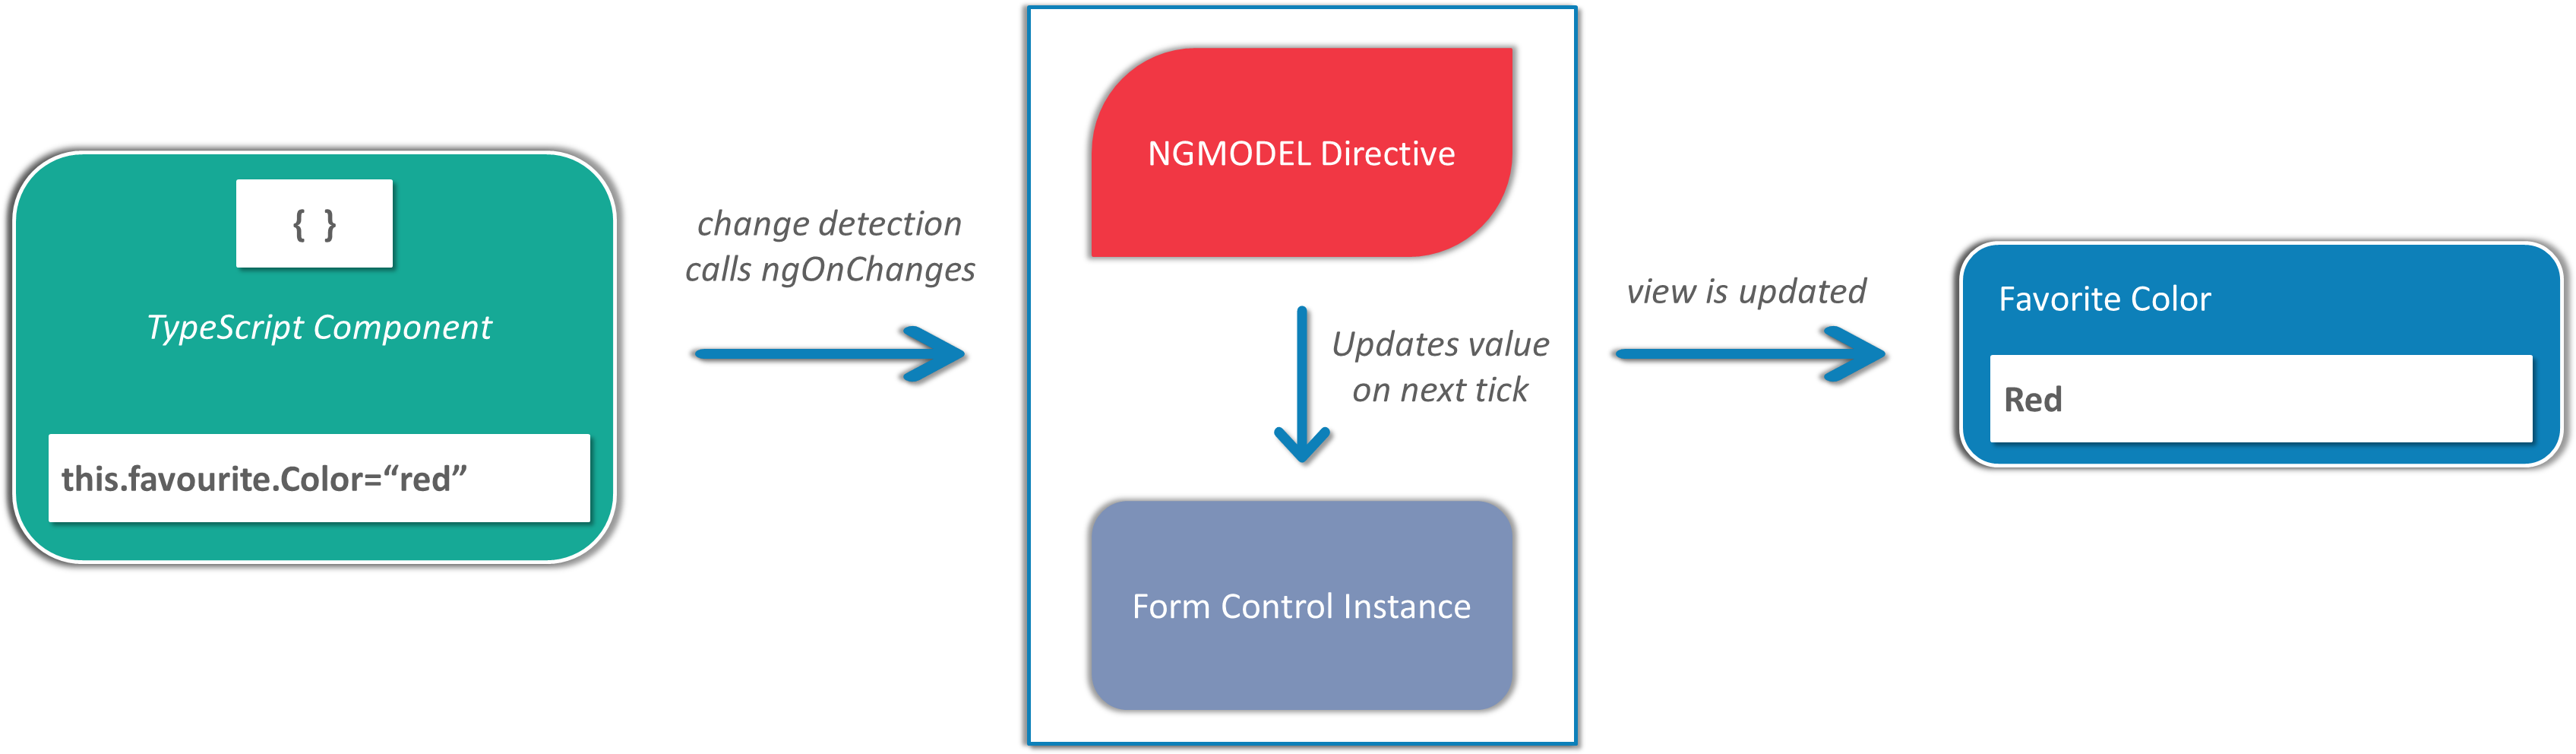 { }
TypeScript Component
this.favourite.Color=“red”
change detection
calls ngOnChanges
NGMODEL Directive
Updates value
on next tick
Form Control Instance
view is updated
Favorite Color
Red